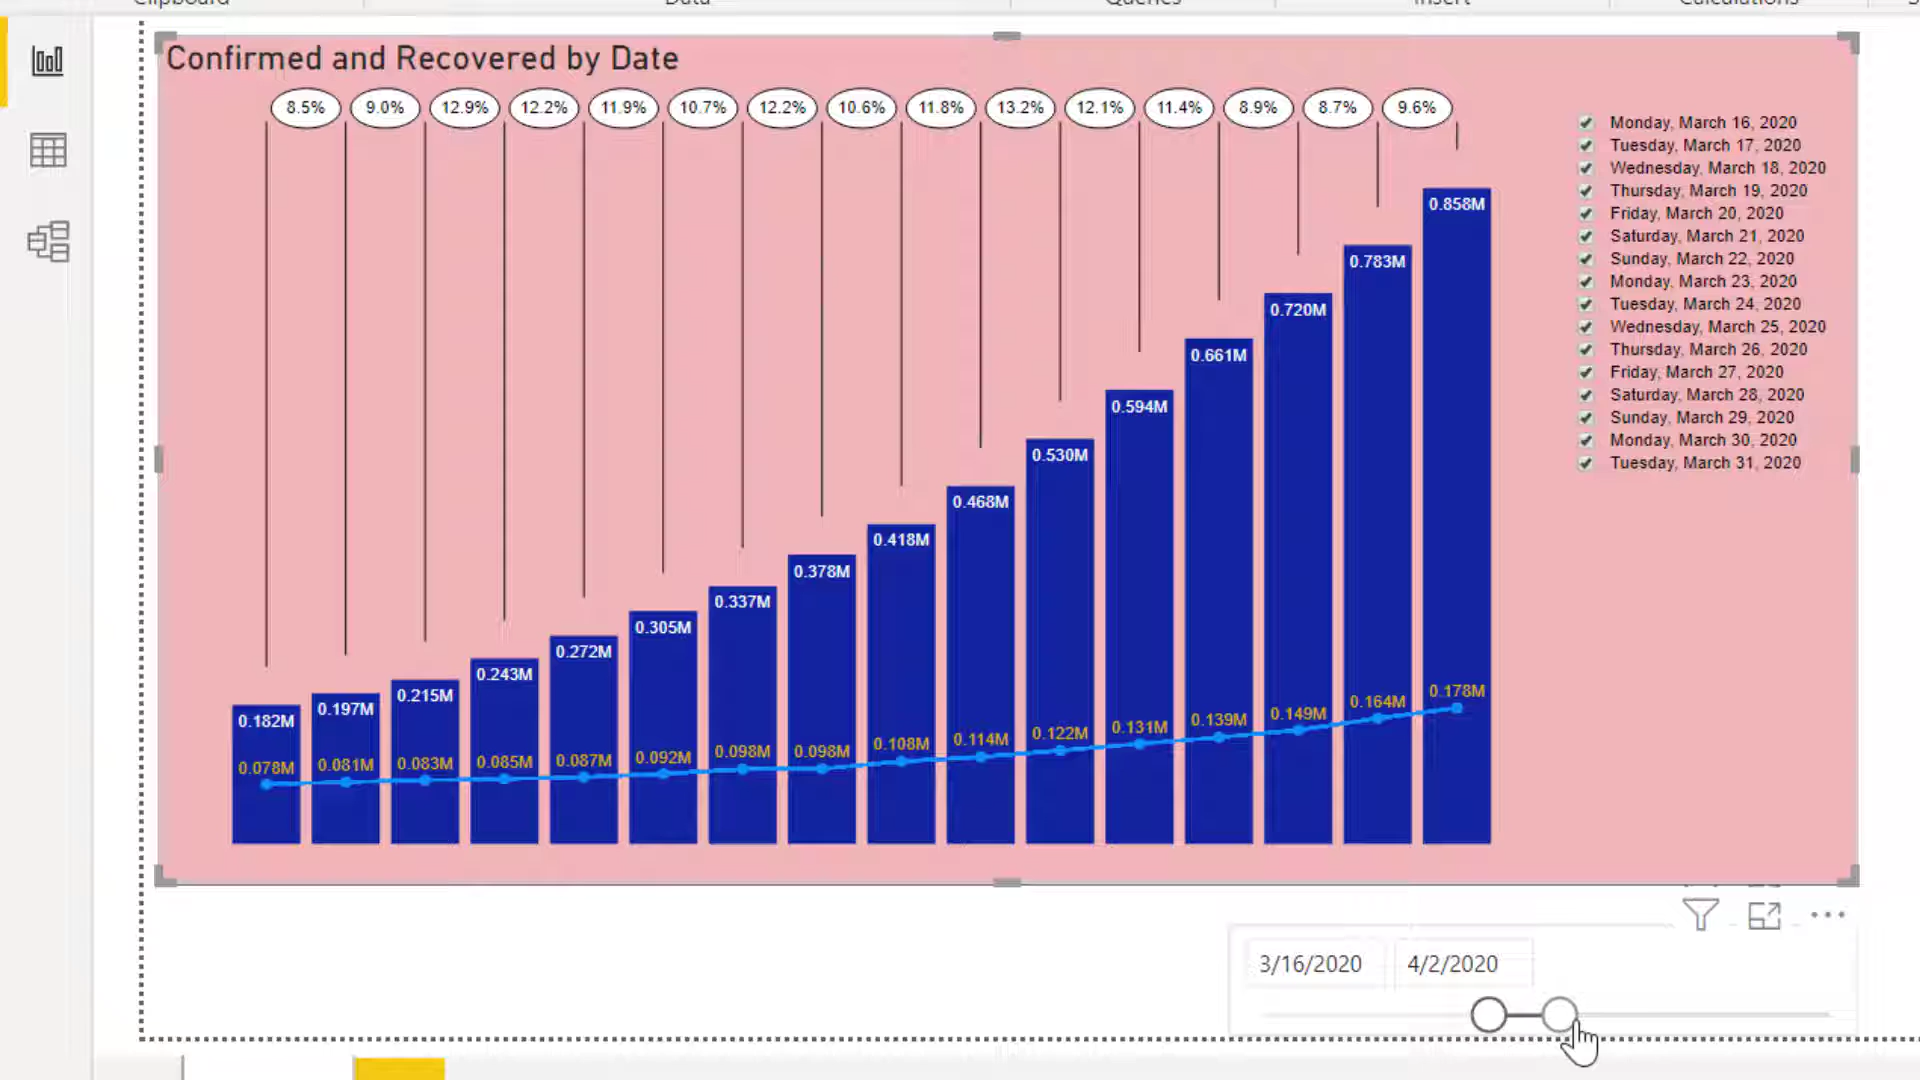 Clipboard Data Queries Insert Calculations
Confirmed and Recovered by Date
8.5% 9.0% 12.9% 12.2% 11.9% 10.7% 12.2% 10.6% 11.8% 13.2% 12.1% 11.4% 8.9% 8.7% 9.6%
Monday, March 16, 2020
Tuesday, March 17, 2020
Wednesday, March 18, 2020
Thursday, March 19, 2020
Friday, March 20, 2020
Saturday, March 21, 2020
Sunday, March 22, 2020
Monday, March 23, 2020
Tuesday, March 24, 2020
Wednesday, March 25, 2020
Thursday, March 26, 2020
Friday, March 27, 2020
Saturday, March 28, 2020
Sunday, March 29, 2020
Monday, March 30, 2020
Tuesday, March 31, 2020
0.182M 0.197M 0.215M 0.243M 0.272M 0.305M 0.337M 0.378M 0.418M 0.468M 0.530M 0.594M 0.661M 0.720M 0.783M 0.858M
0.078M 0.081M 0.083M 0.085M 0.087M 0.092M 0.098M 0.098M 0.108M 0.114M 0.122M 0.131M 0.139M 0.149M 0.164M 0.178M
3/16/2020 4/2/2020